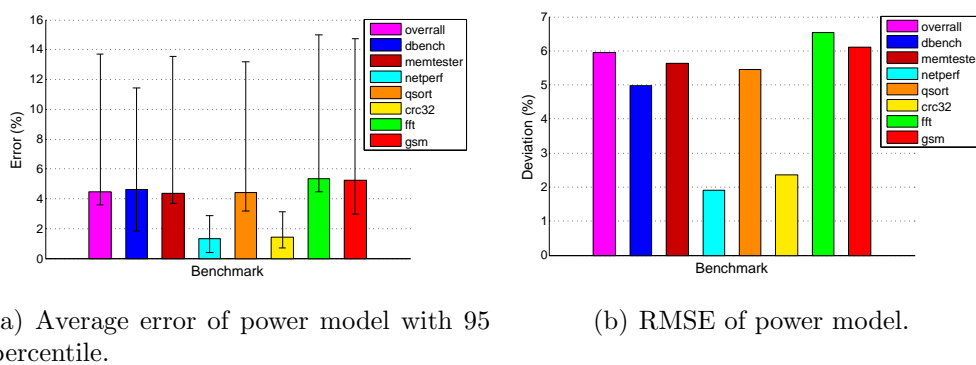 16
14
12
10
8
6
4
2
0
Error (%)
Benchmark
overrall
dbench
memtester
netperf
qsort
crc32
fft
gsm
7
6
5
4
3
2
1
0
Deviation (%)
Benchmark
overrall
dbench
memteste
netperf
qsort
crc32
fft
gsm
a) Average error of power model with 95
percentile.
(b) RMSE of power model.